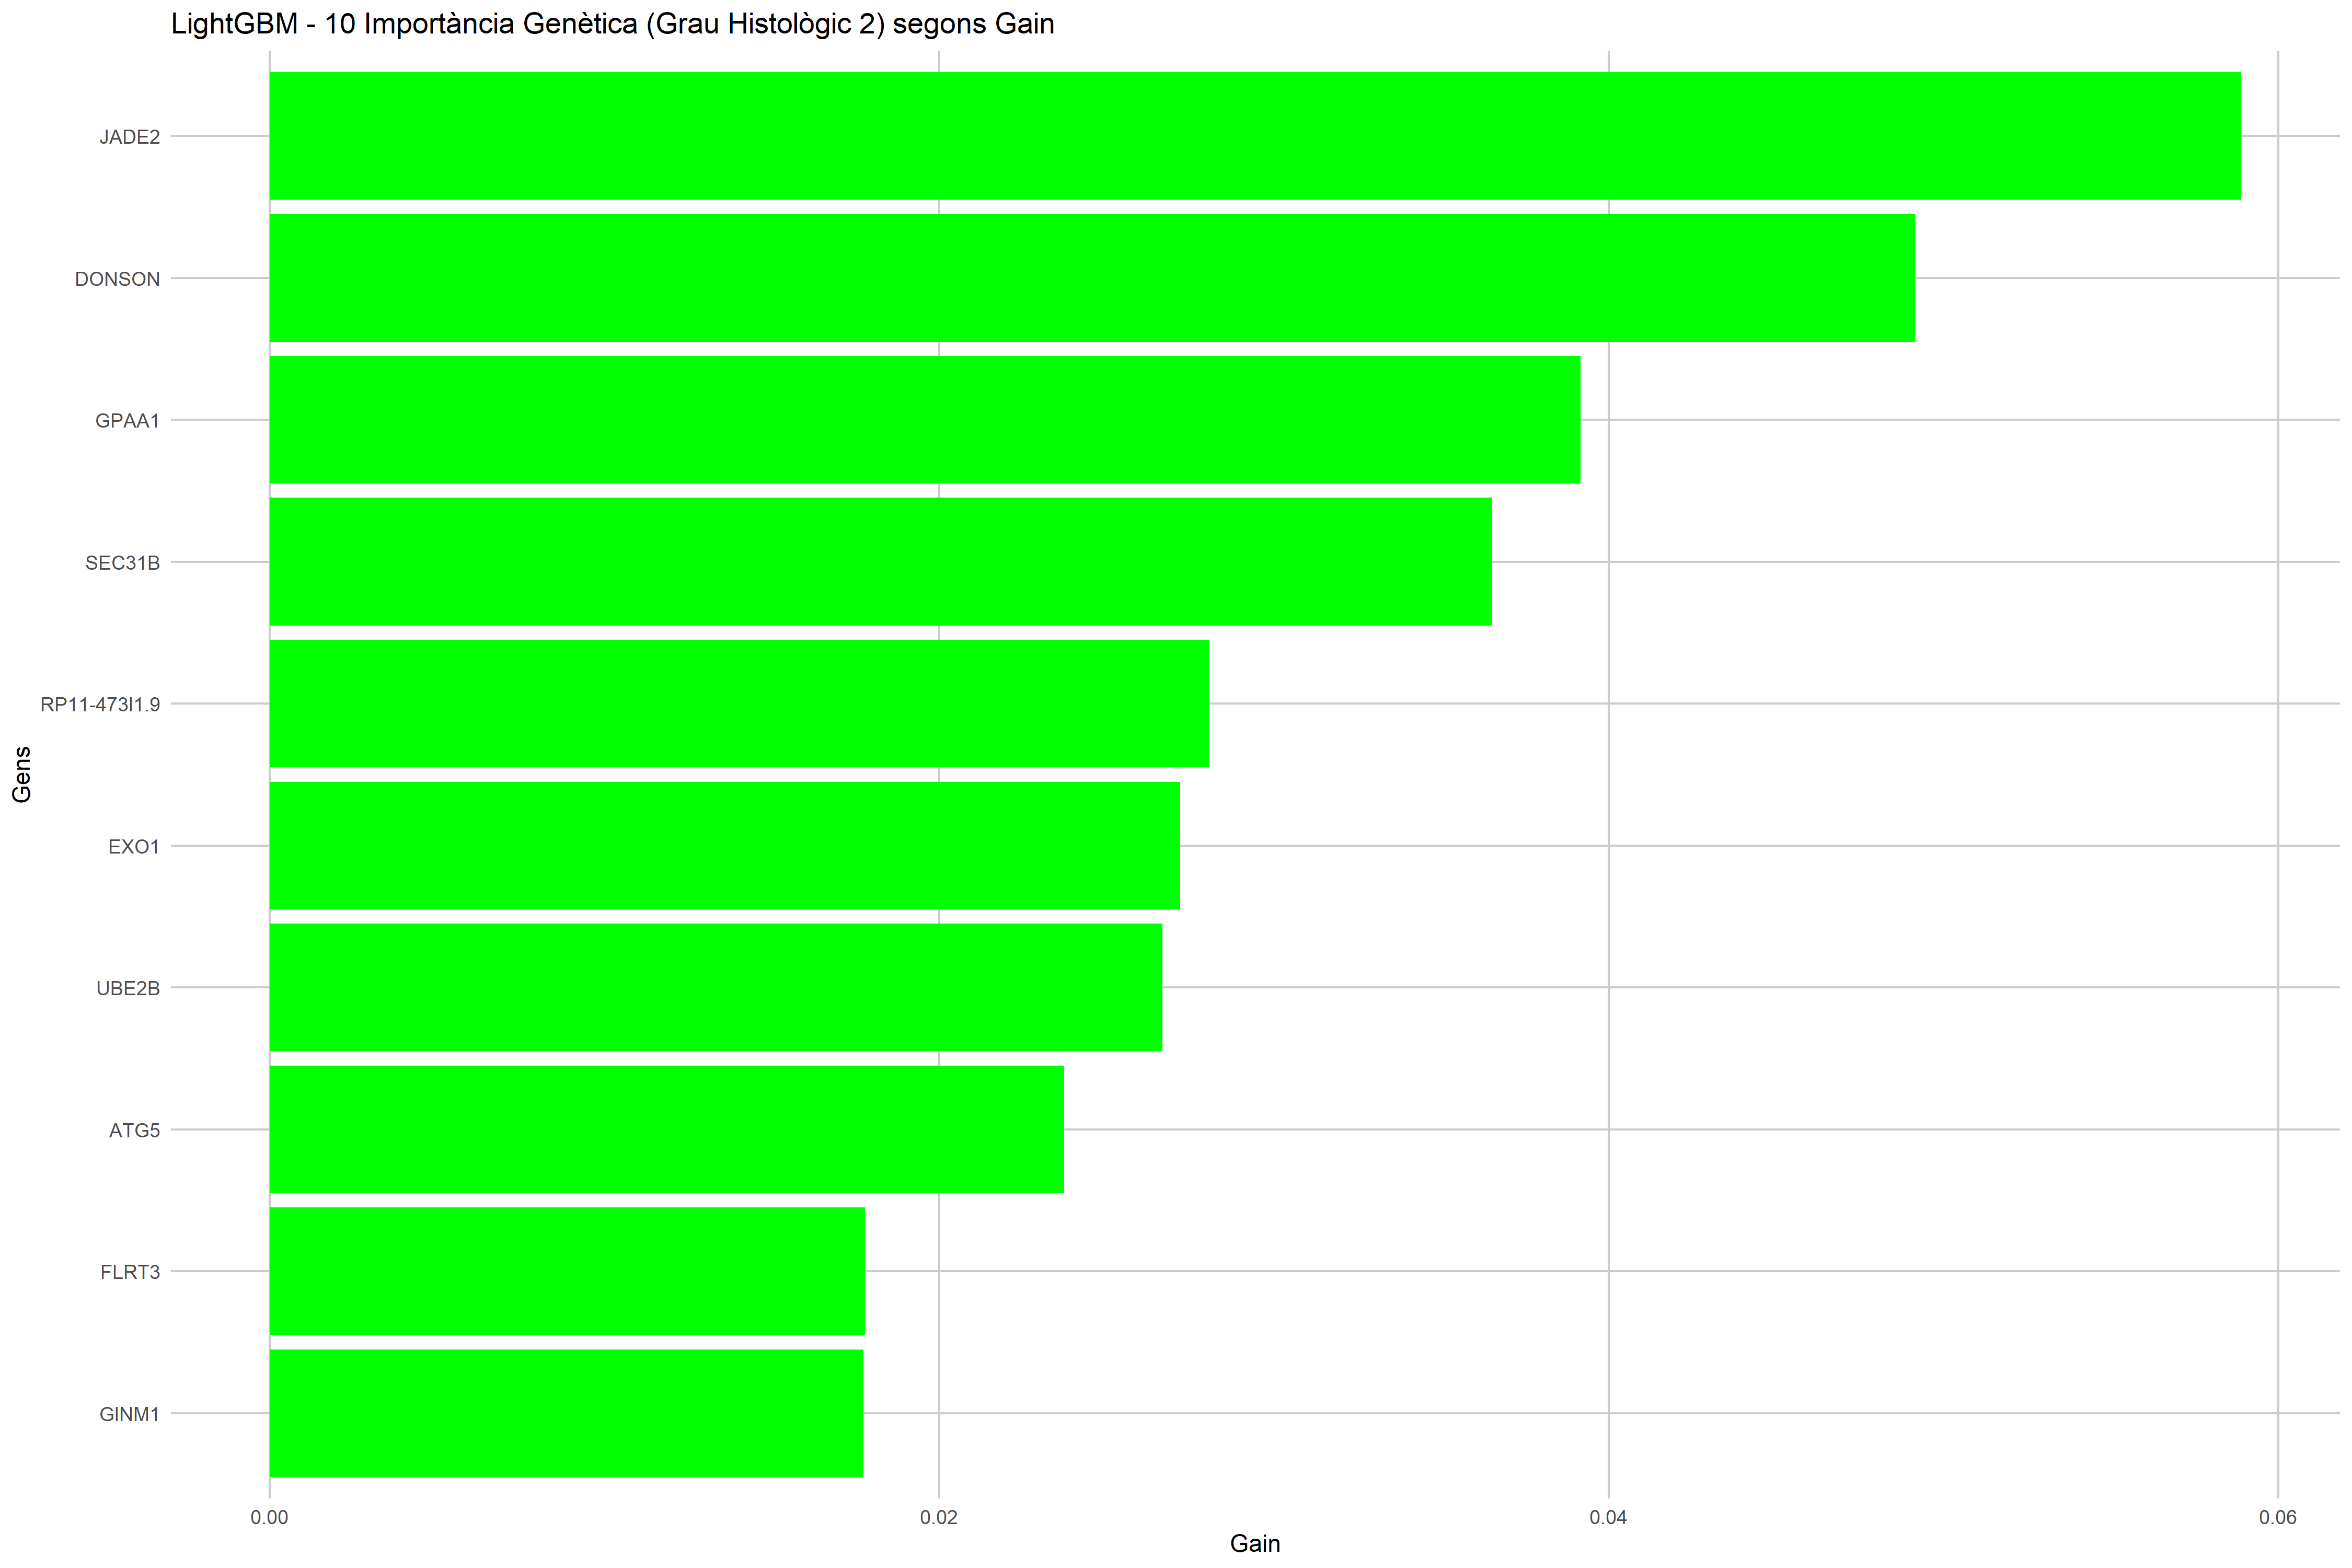 LightGBM - 10 Importància Genètica (Grau Histològic 2) segons Gain
JADE2
DONSON
GPAA1
SEC31B
RP11-473I1.9
EXO1
UBE2B
ATG5
FLRT3
GINM1
Gens
0.00 0.02 0.04 0.06
Gain